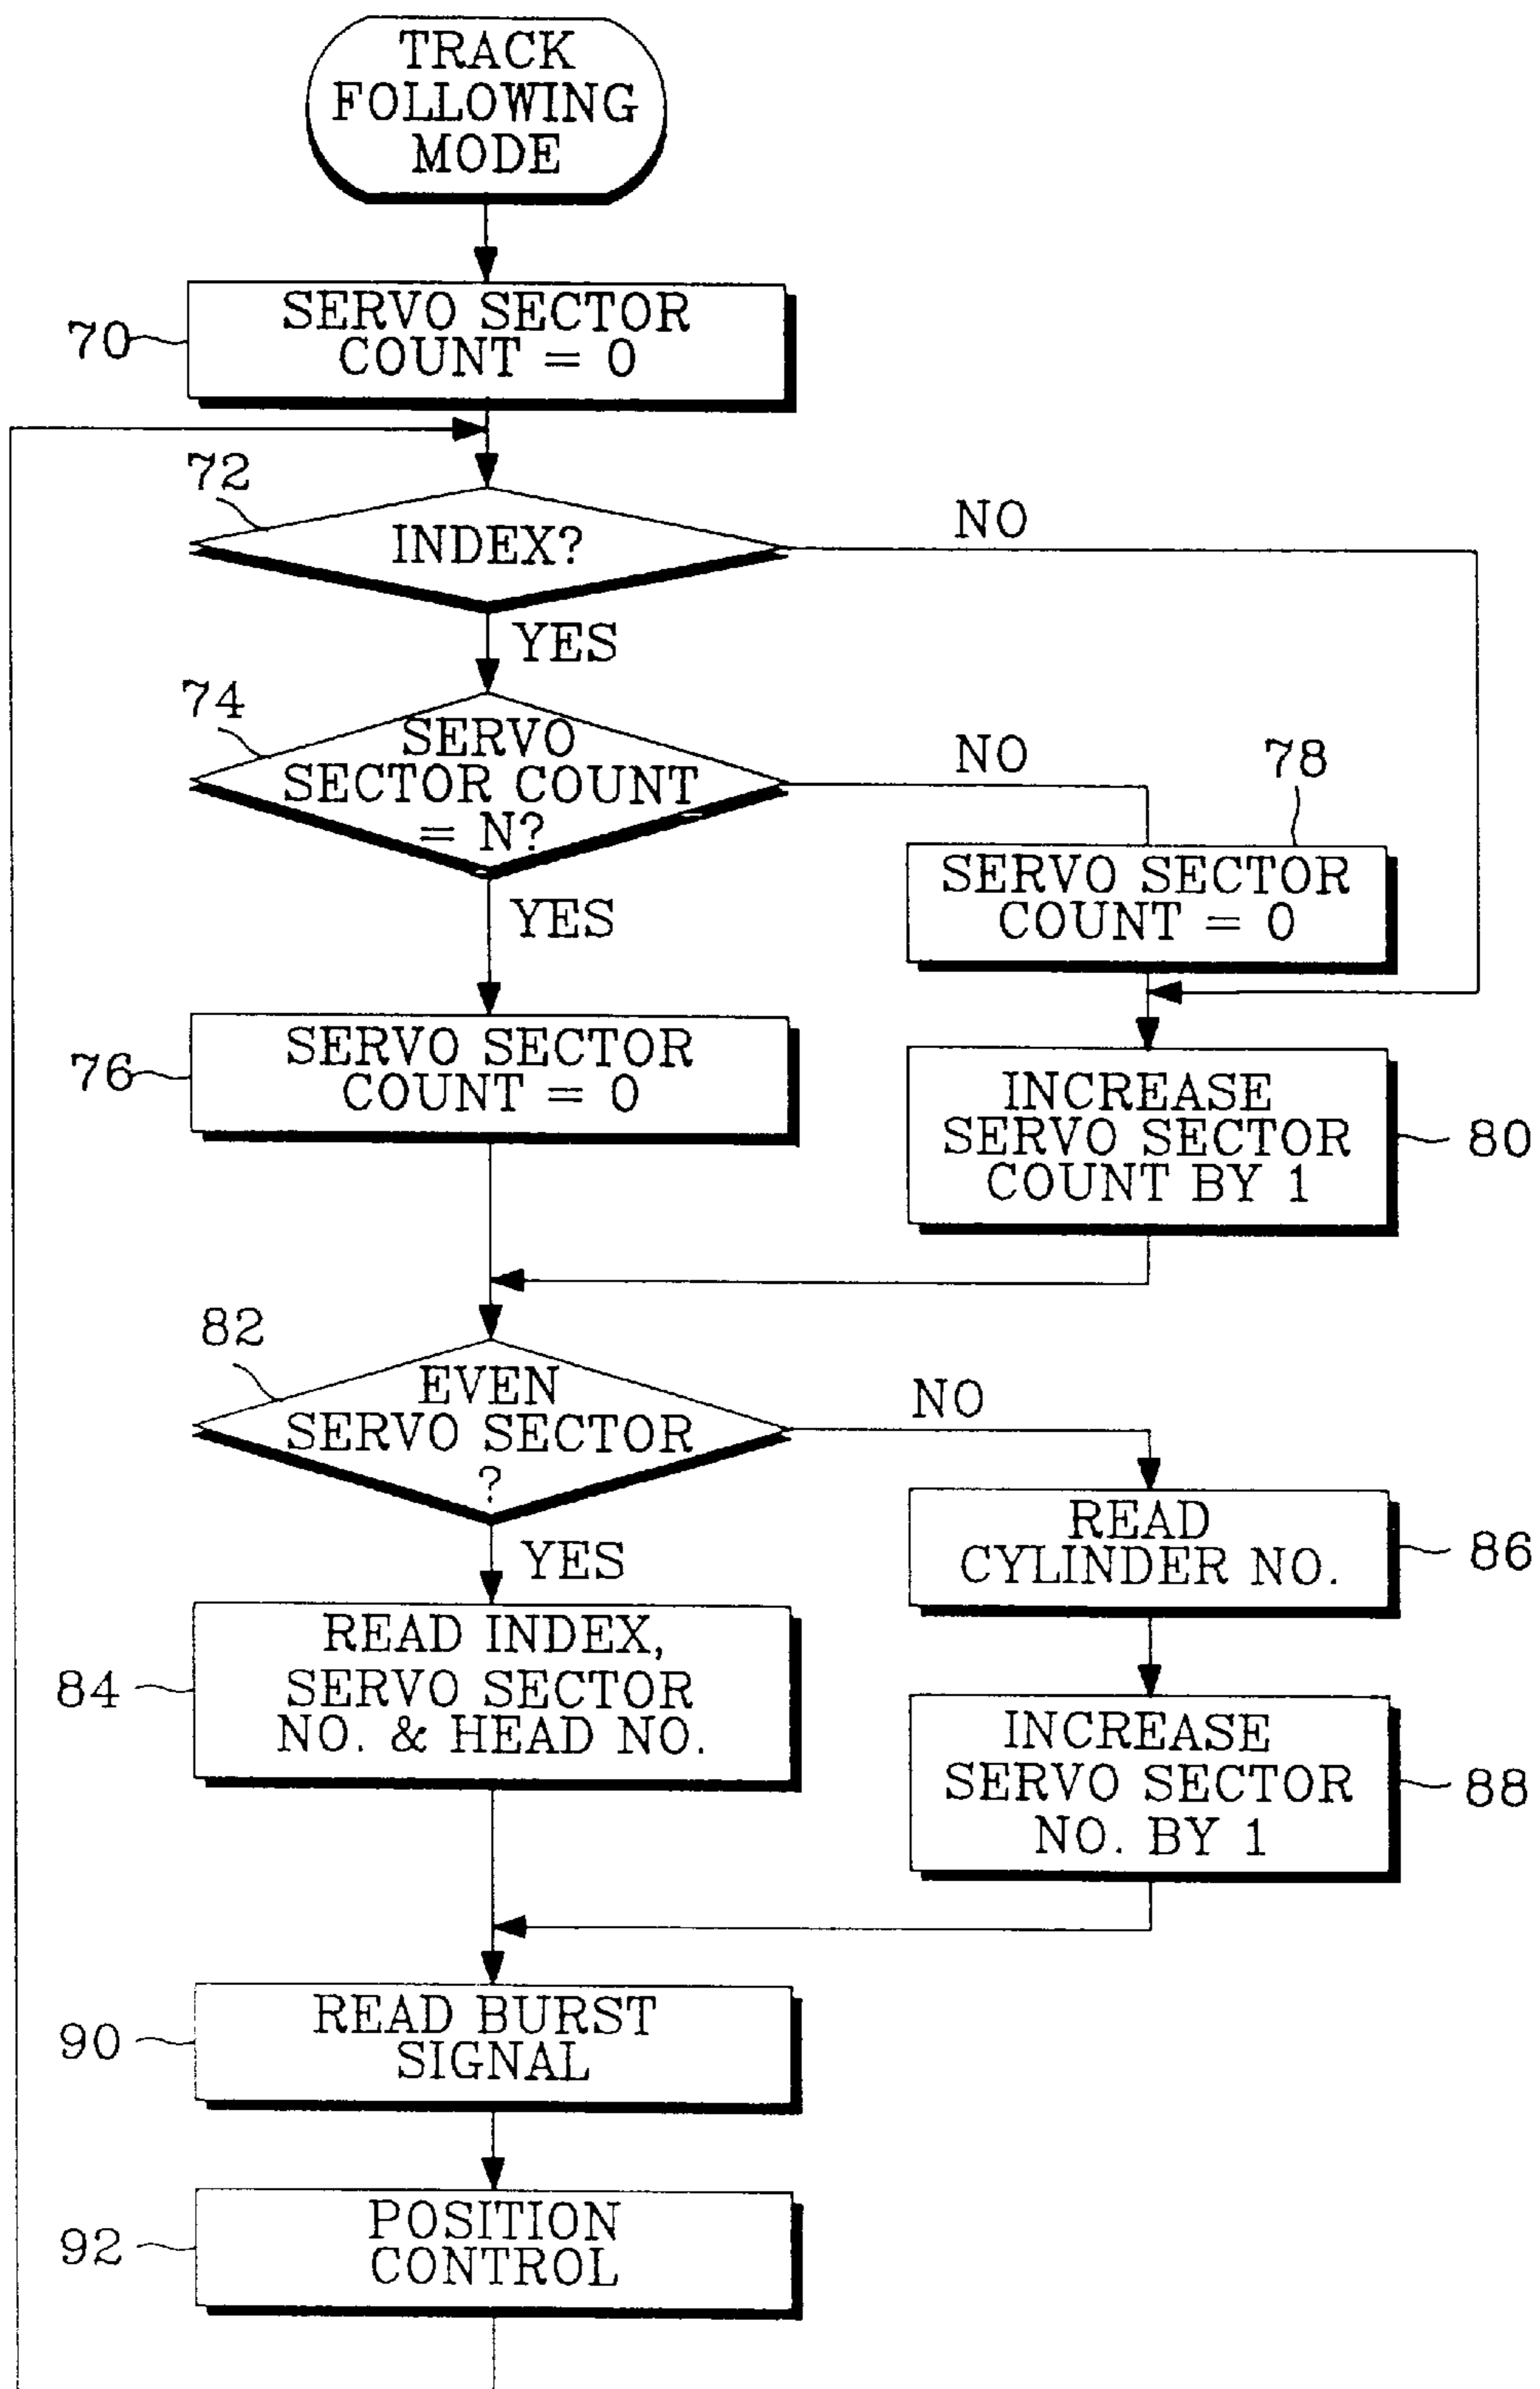 TRACK
FOLLOWING
MODE
70
SERVO SECTOR
COUNT = 0
72
INDEX?
NO
YES
74
SERVO
SECTOR COUNT
= N?
NO
78
SERVO SECTOR
COUNT = 0
YES
76
SERVO SECTOR
COUNT = 0
INCREASE
SERVO SECTOR
COUNT BY 1
80
82
EVEN
SERVO SECTOR
?
NO
YES
READ
CYLINDER NO.
86
84
READ INDEX,
SERVO SECTOR
NO. & HEAD NO.
INCREASE
SERVO SECTOR
NO. BY 1
88
90
READ BURST
SIGNAL
92
POSITION
CONTROL